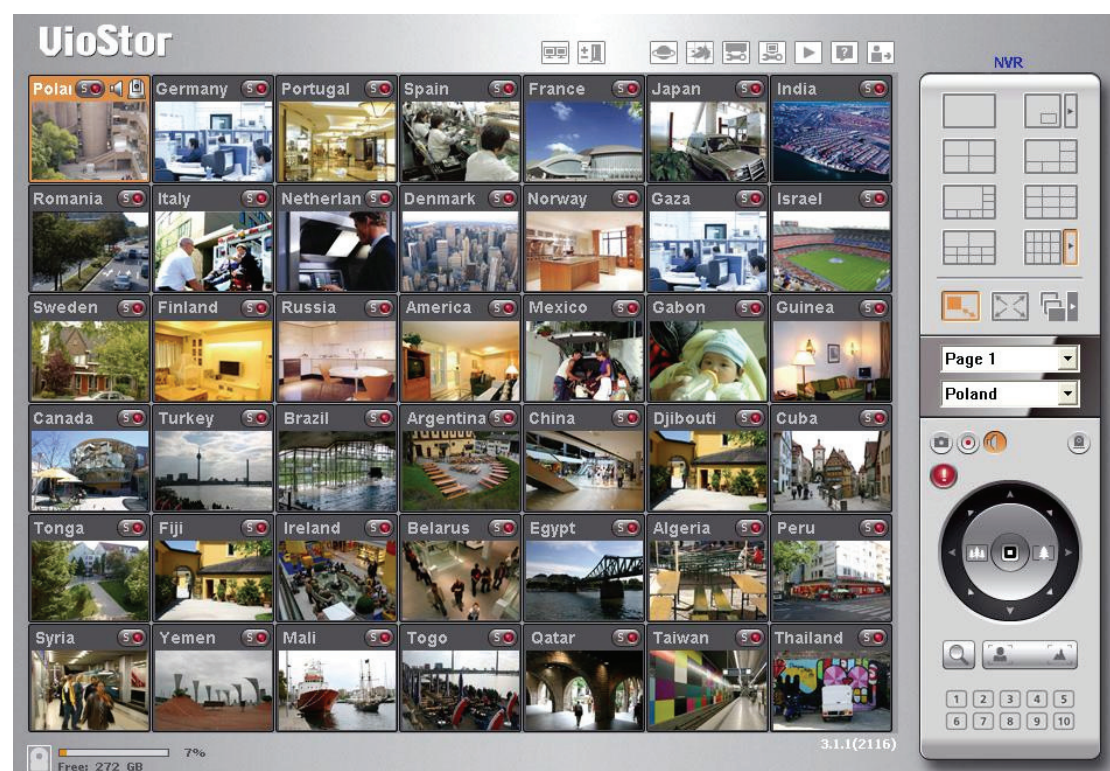 VioStor
NVR
Polan S Germany S Portugal S Spain S France S Japan S India S
Romania S Italy S Netherlan S Denmark S Norway S Gaza S Israel S
Sweden S Finland S Russia S America S Mexico S Gabon S Guinea S
Canada S Turkey S Brazil S Argentina S China S Djibouti S Cuba S
Tonga S Fiji S Ireland S Belarus S Egypt S Algeria S Peru S
Syria S Yemen S Mali S Togo S Qatar S Taiwan S Thailand S
Page 1
Poland
1 2 3 4 5
6 7 8 9 10
7%
Free: 272 GB
3.1.1(2116)